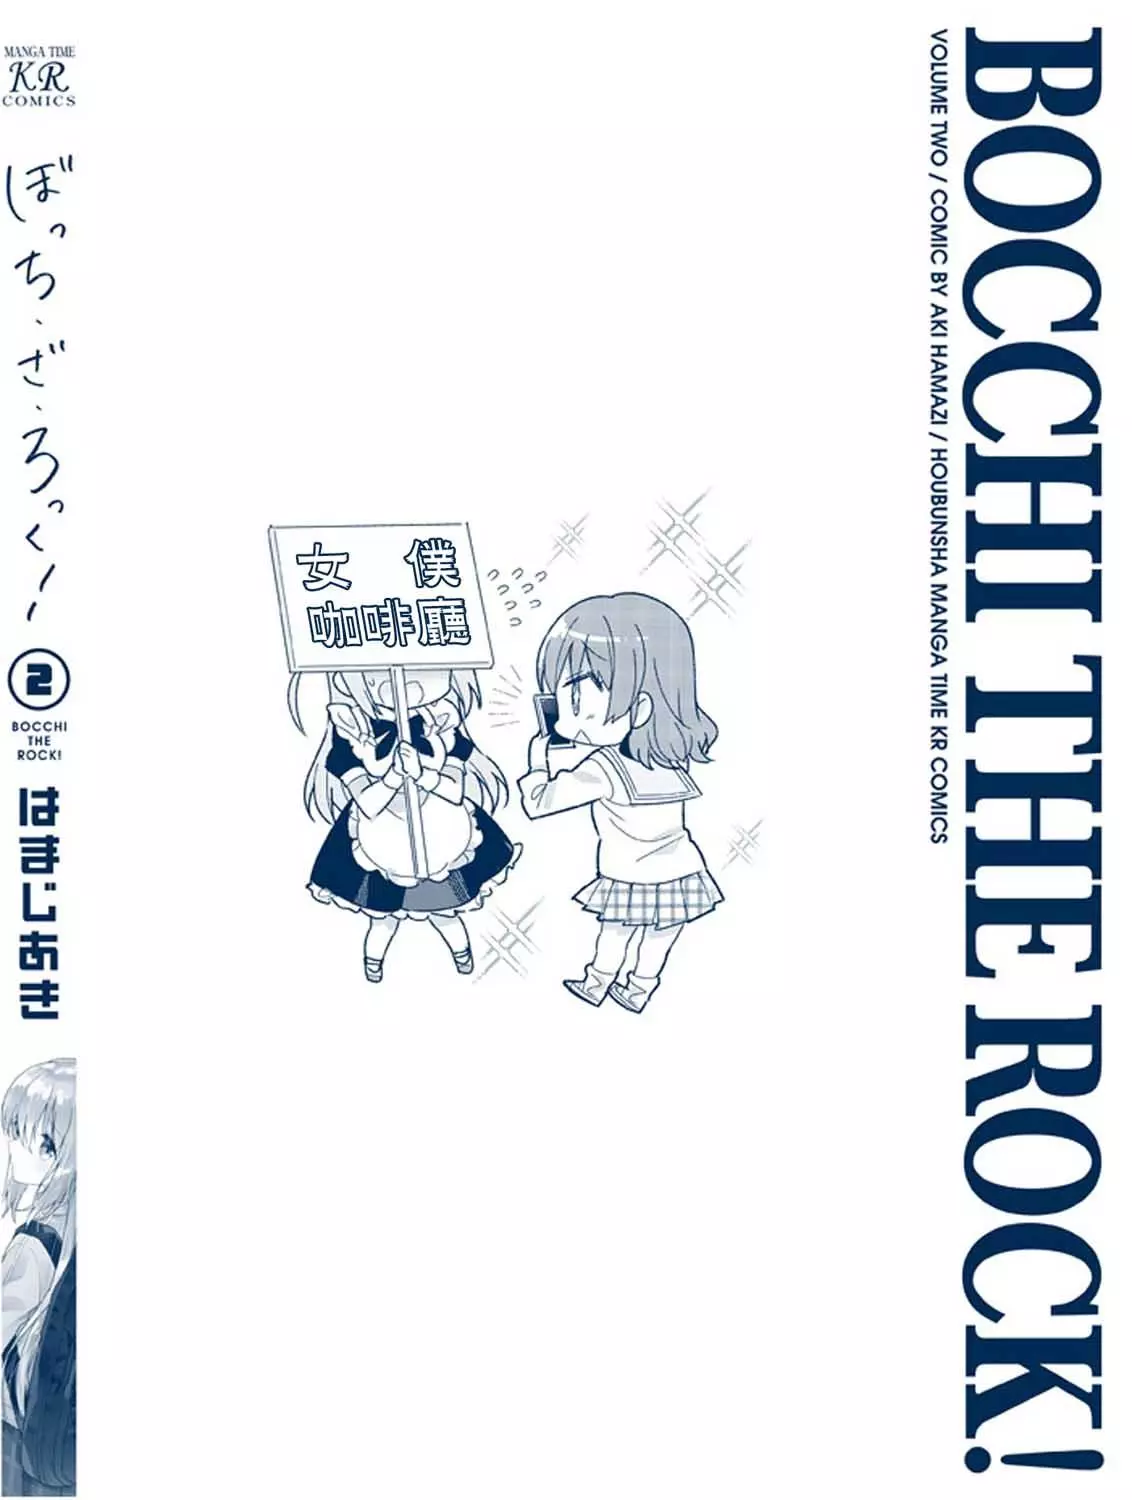 MANGA TIME
KR
COMICS
ぼっち・ざ・ろっく!
2
BOCCHI
THE
ROCK!
はまじあき
女僕
咖啡廳
BOCCHI THE ROCK!
VOLUME TWO / COMIC BY AKI HAMAZI / HOUBUNSHA MANGA TIME KR COMICS